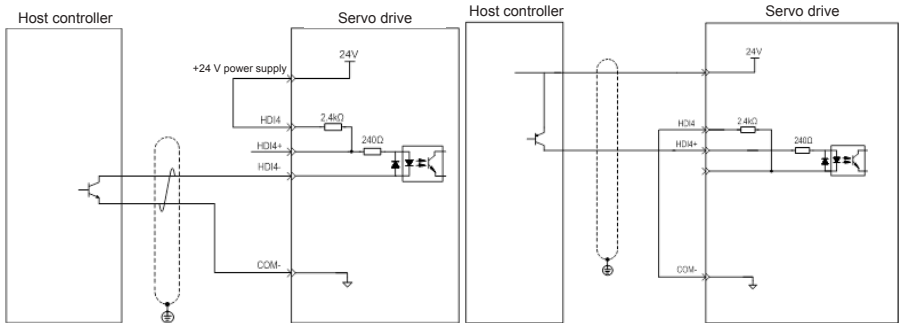 Host controller
Servo drive
24V
+24 V power supply
HDI4
2.4kΩ
240Ω
HDI4+
HDI4-
COM-
Host controller
Servo drive
24V
HDI4
2.4kΩ
HDI4+
240Ω
COM-